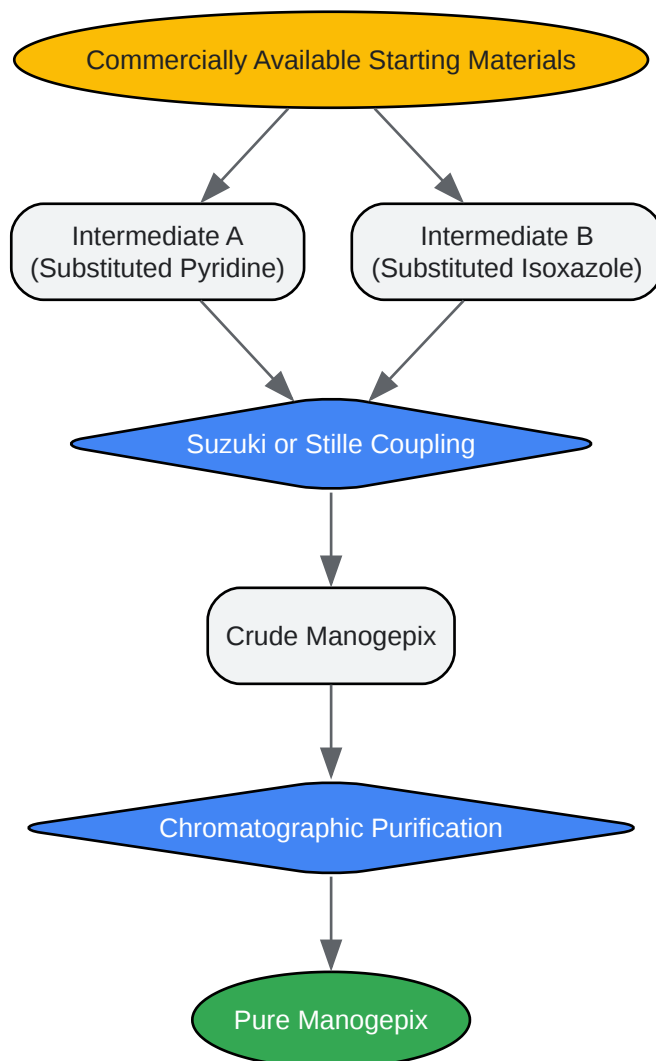 Commercially Available Starting Materials
Intermediate A
(Substituted Pyridine)
Intermediate B
(Substituted Isoxazole)
Suzuki or Stille Coupling
Crude Manogepix
Chromatographic Purification
Pure Manogepix